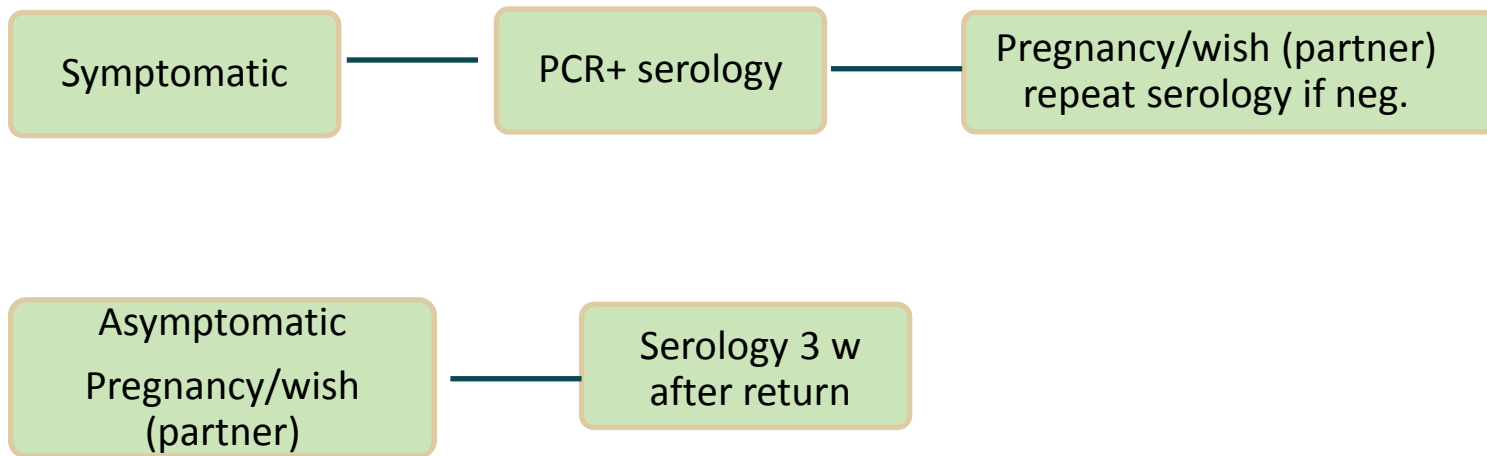 Symptomatic
PCR+ serology
Pregnancy/wish (partner)
repeat serology if neg.
Asymptomatic
Pregnancy/wish
(partner)
Serology 3 w
after return